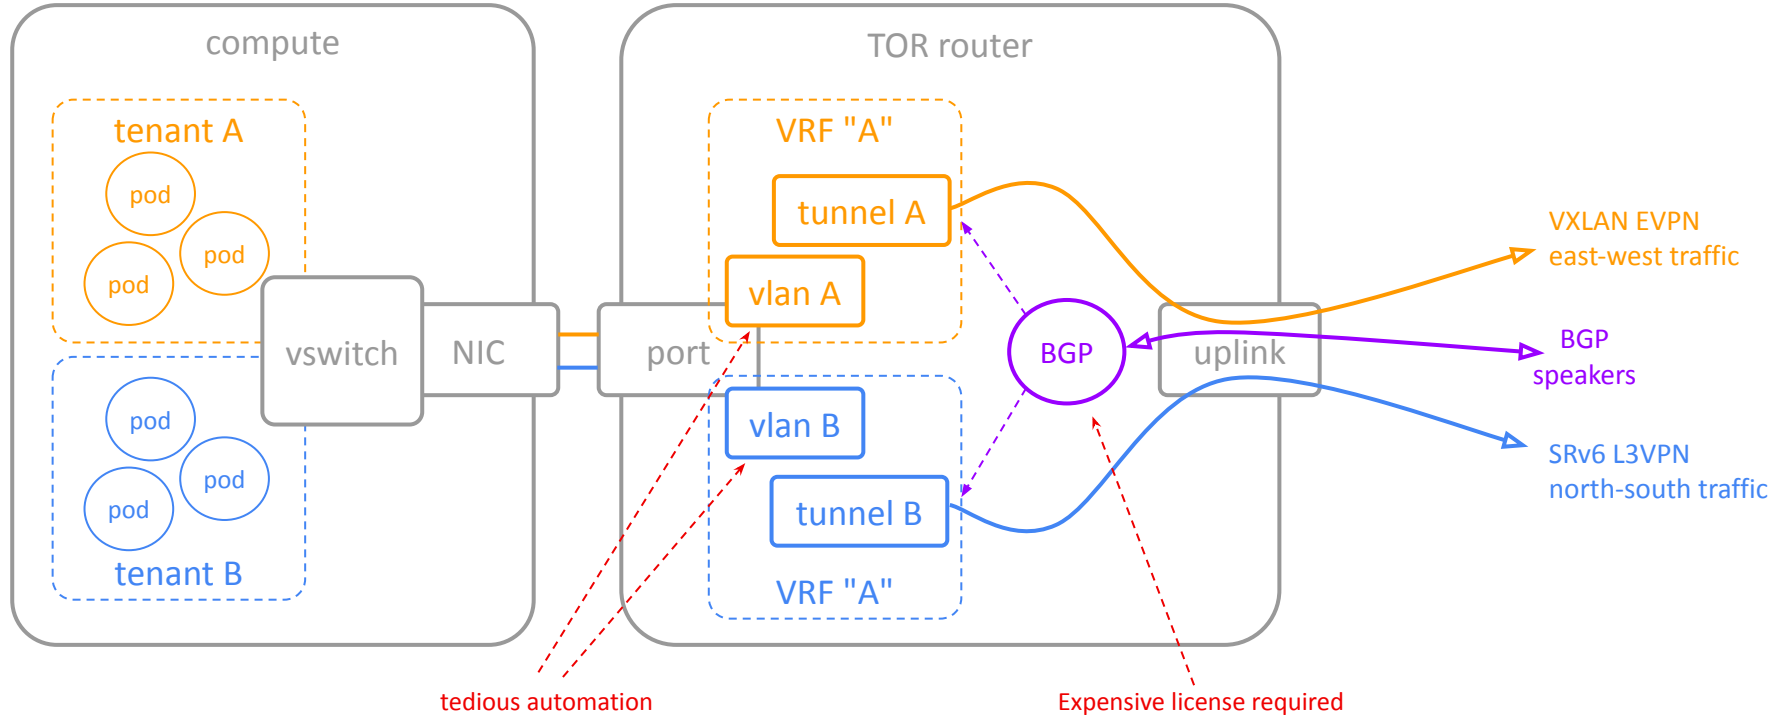 compute
tenant A
pod
pod
pod
vswitch
NIC
pod
pod
pod
tenant B
TOR router
VRF "A"
tunnel A
vlan A
port
vlan B
tunnel B
VRF "A"
BGP
uplink
VXLAN EVPN
east-west traffic
BGP
speakers
SRv6 L3VPN
north-south traffic
tedious automation
Expensive license required